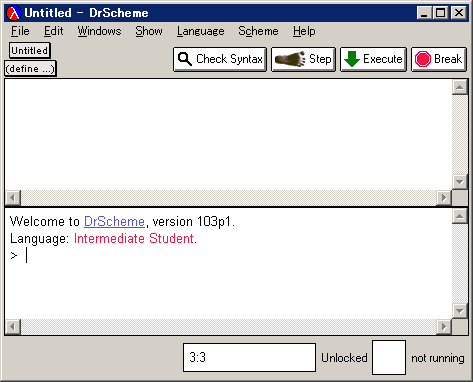 Untitled - DrScheme
File Edit Windows Show Language Scheme Help
Untitled
(define ...)
Check Syntax Step Execute Break
Welcome to DrScheme, version 103p1.
Language: Intermediate Student.
>
3:3 Unlocked not running